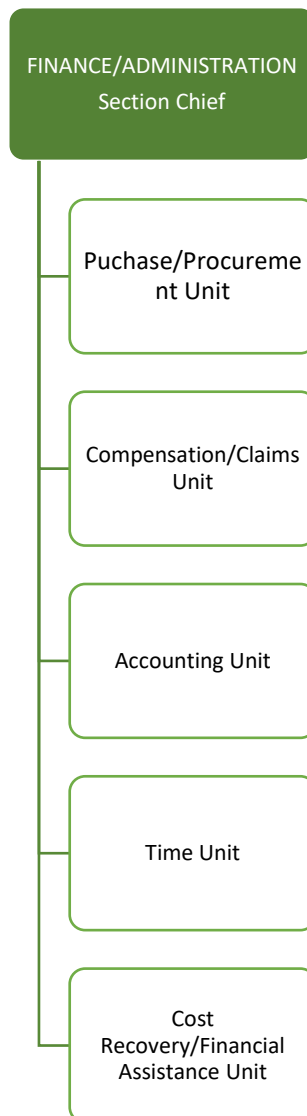 FINANCE/ADMINISTRATION
Section Chief
Puchase/Procureme
nt Unit
Compensation/Claims
Unit
Accounting Unit
Time Unit
Cost
Recovery/Financial
Assistance Unit